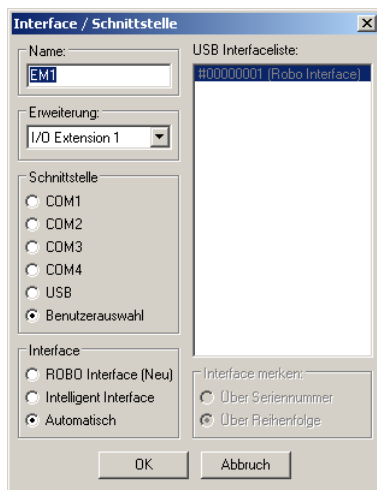 Interface / Schnittstelle
Name:
EM1
Erweiterung:
I/O Extension 1
Schnittstelle
COM1
COM2
COM3
COM4
USB
Benutzerauswahl
Interface
ROBO Interface (Neu)
Intelligent Interface
Automatisch
USB Interfaceliste:
#00000001 (Robo Interface)
Interface merken:
Über Seriennummer
Über Reihenfolge
OK
Abbruch